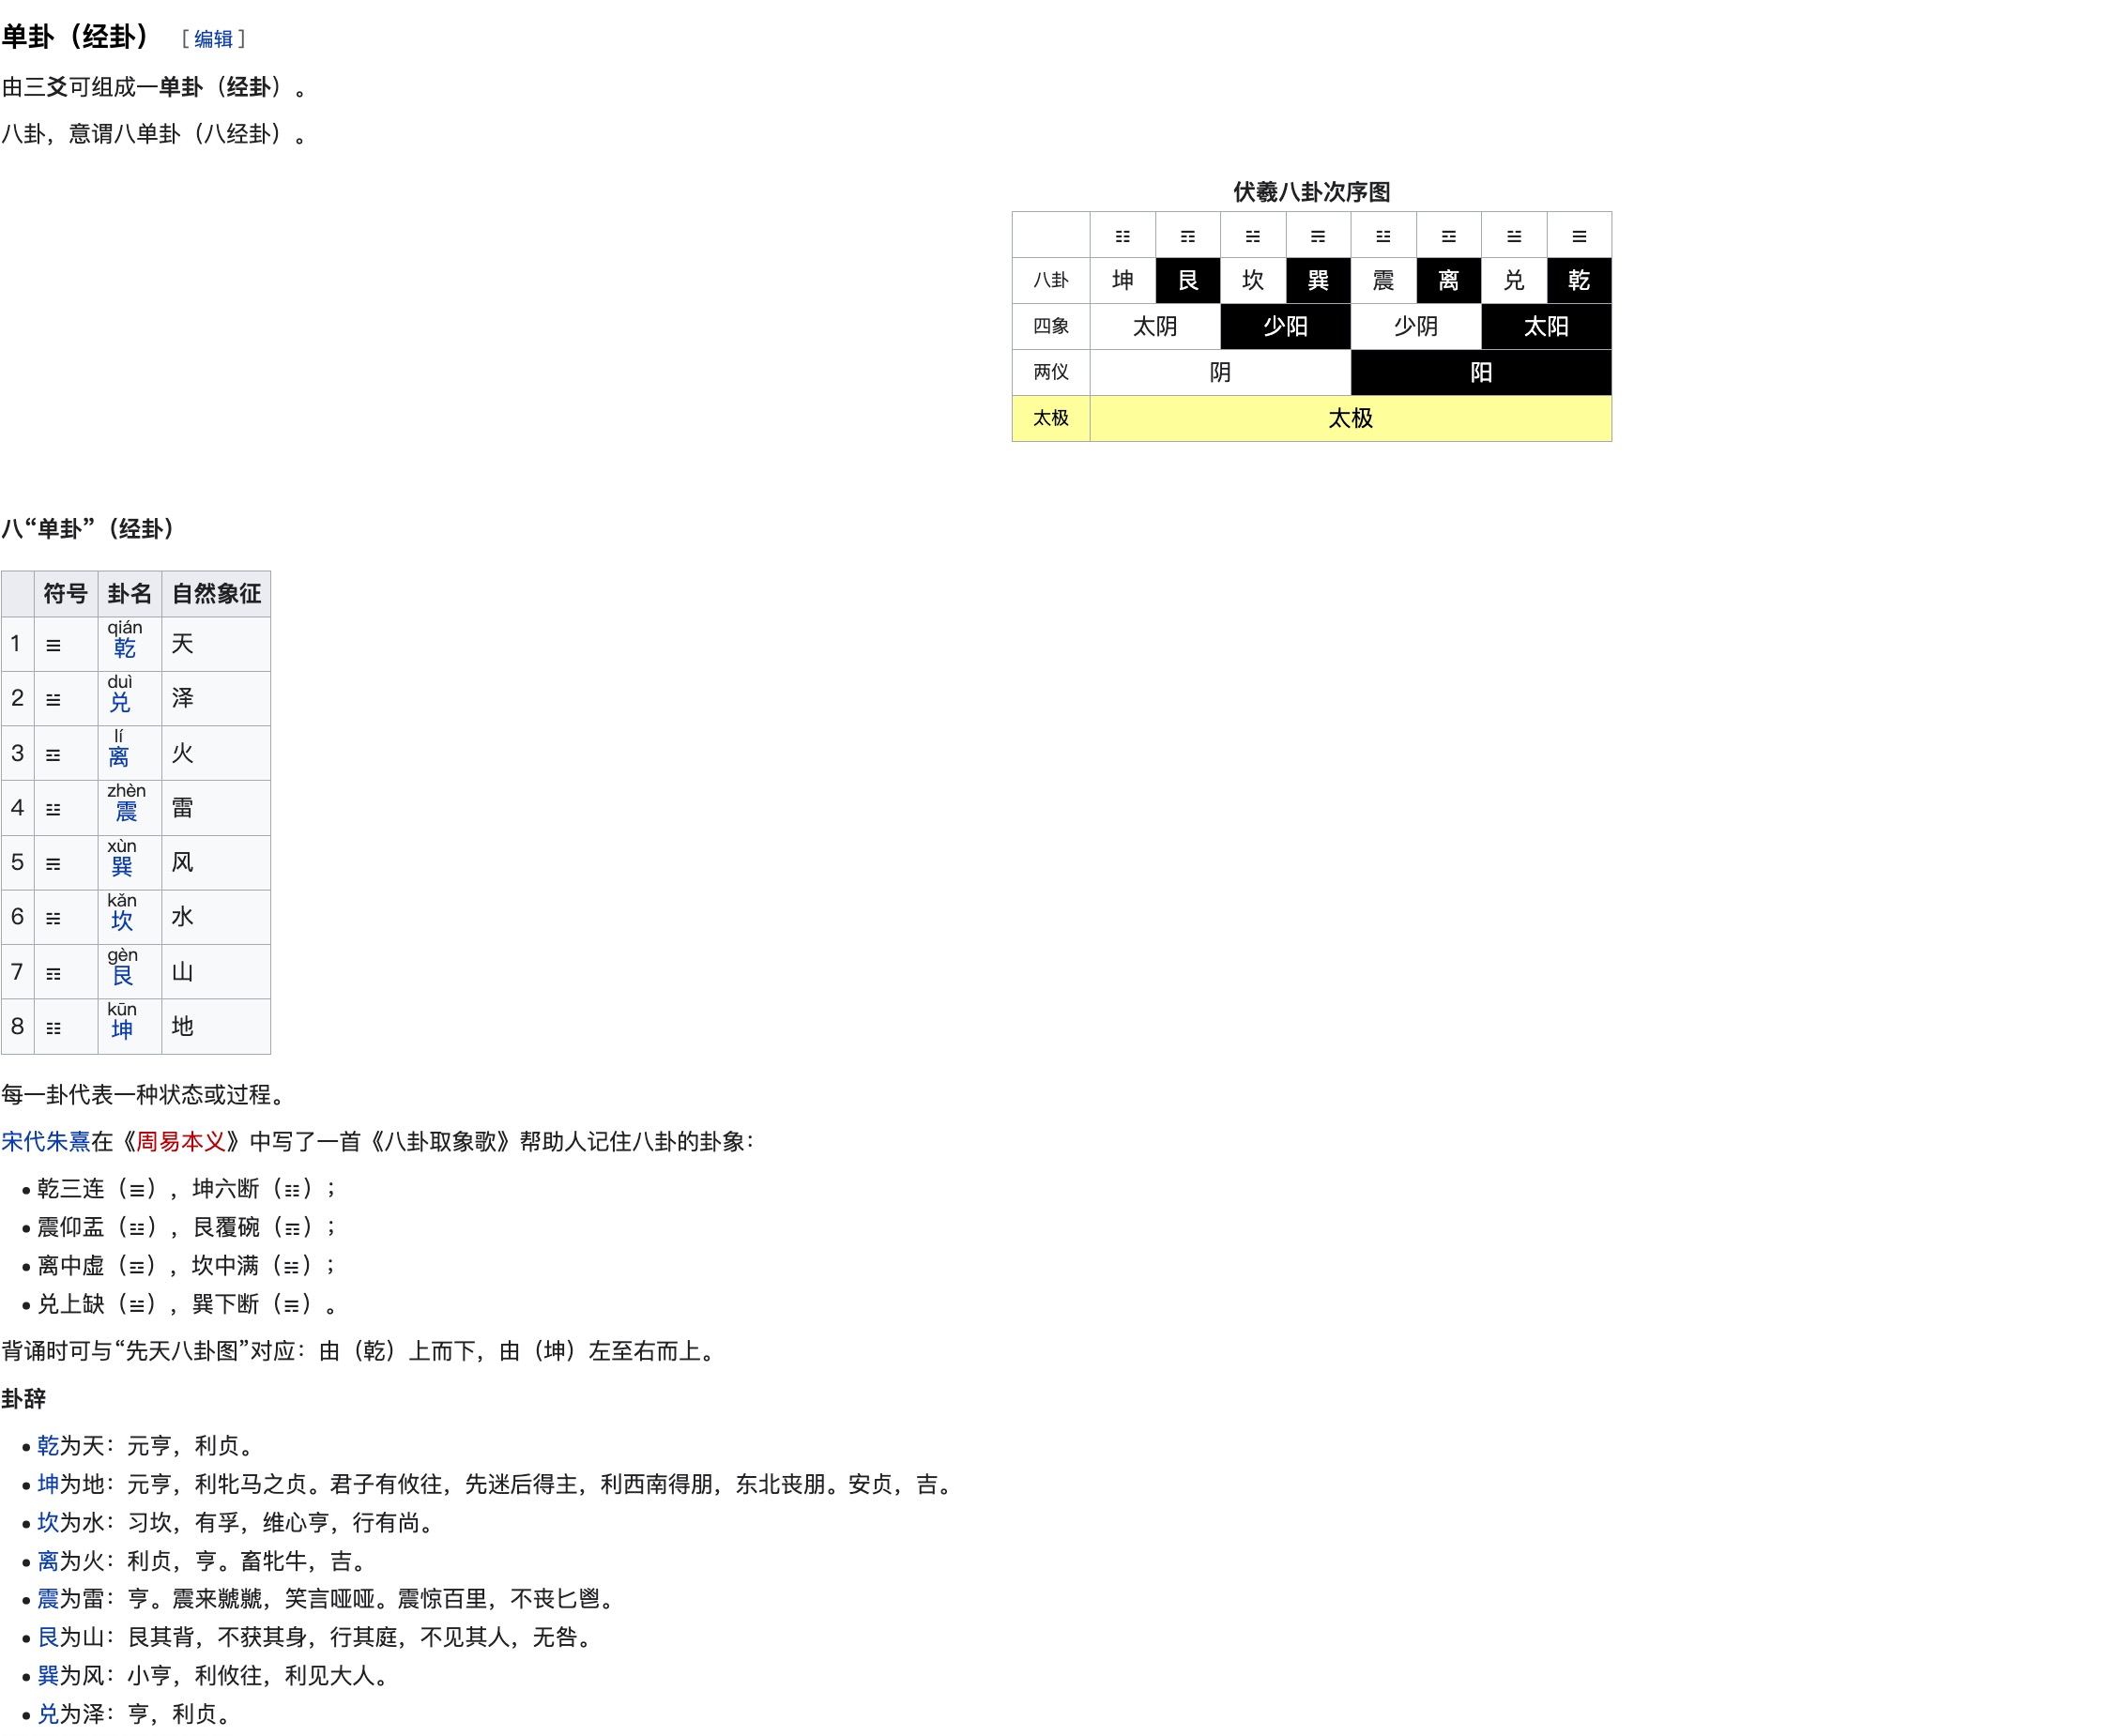 单卦（经卦） [ 编辑 ]
由三爻可组成一单卦（经卦）。
八卦，意谓八单卦（八经卦）。
伏羲八卦次序图
☷ ☶ ☵ ☴ ☳ ☲ ☱ ☰
八卦 坤 艮 坎 巽 震 离 兑 乾
四象 太阴 少阳 少阴 太阳
两仪 阴 阳
太极 太极
八“单卦”（经卦）
符号 卦名 自然象征
1 ☰ qián 乾 天
2 ☱ duì 兑 泽
3 ☲ lí 离 火
4 ☳ zhèn 震 雷
5 ☴ xùn 巽 风
6 ☵ kǎn 坎 水
7 ☶ gèn 艮 山
8 ☷ kūn 坤 地
每一卦代表一种状态或过程。
宋代朱熹在《周易本义》中写了一首《八卦取象歌》帮助人记住八卦的卦象：
• 乾三连（☰），坤六断（☷）；
• 震仰盂（☳），艮覆碗（☶）；
• 离中虚（☲），坎中满（☵）；
• 兑上缺（☱），巽下断（☴）。
背诵时可与“先天八卦图”对应：由（乾）上而下，由（坤）左至右而上。
卦辞
• 乾为天：元亨，利贞。
• 坤为地：元亨，利牝马之贞。君子有攸往，先迷后得主，利西南得朋，东北丧朋。安贞，吉。
• 坎为水：习坎，有孚，维心亨，行有尚。
• 离为火：利贞，亨。畜牝牛，吉。
• 震为雷：亨。震来虩虩，笑言哑哑。震惊百里，不丧匕鬯。
• 艮为山：艮其背，不获其身，行其庭，不见其人，无咎。
• 巽为风：小亨，利攸往，利见大人。
• 兑为泽：亨，利贞。